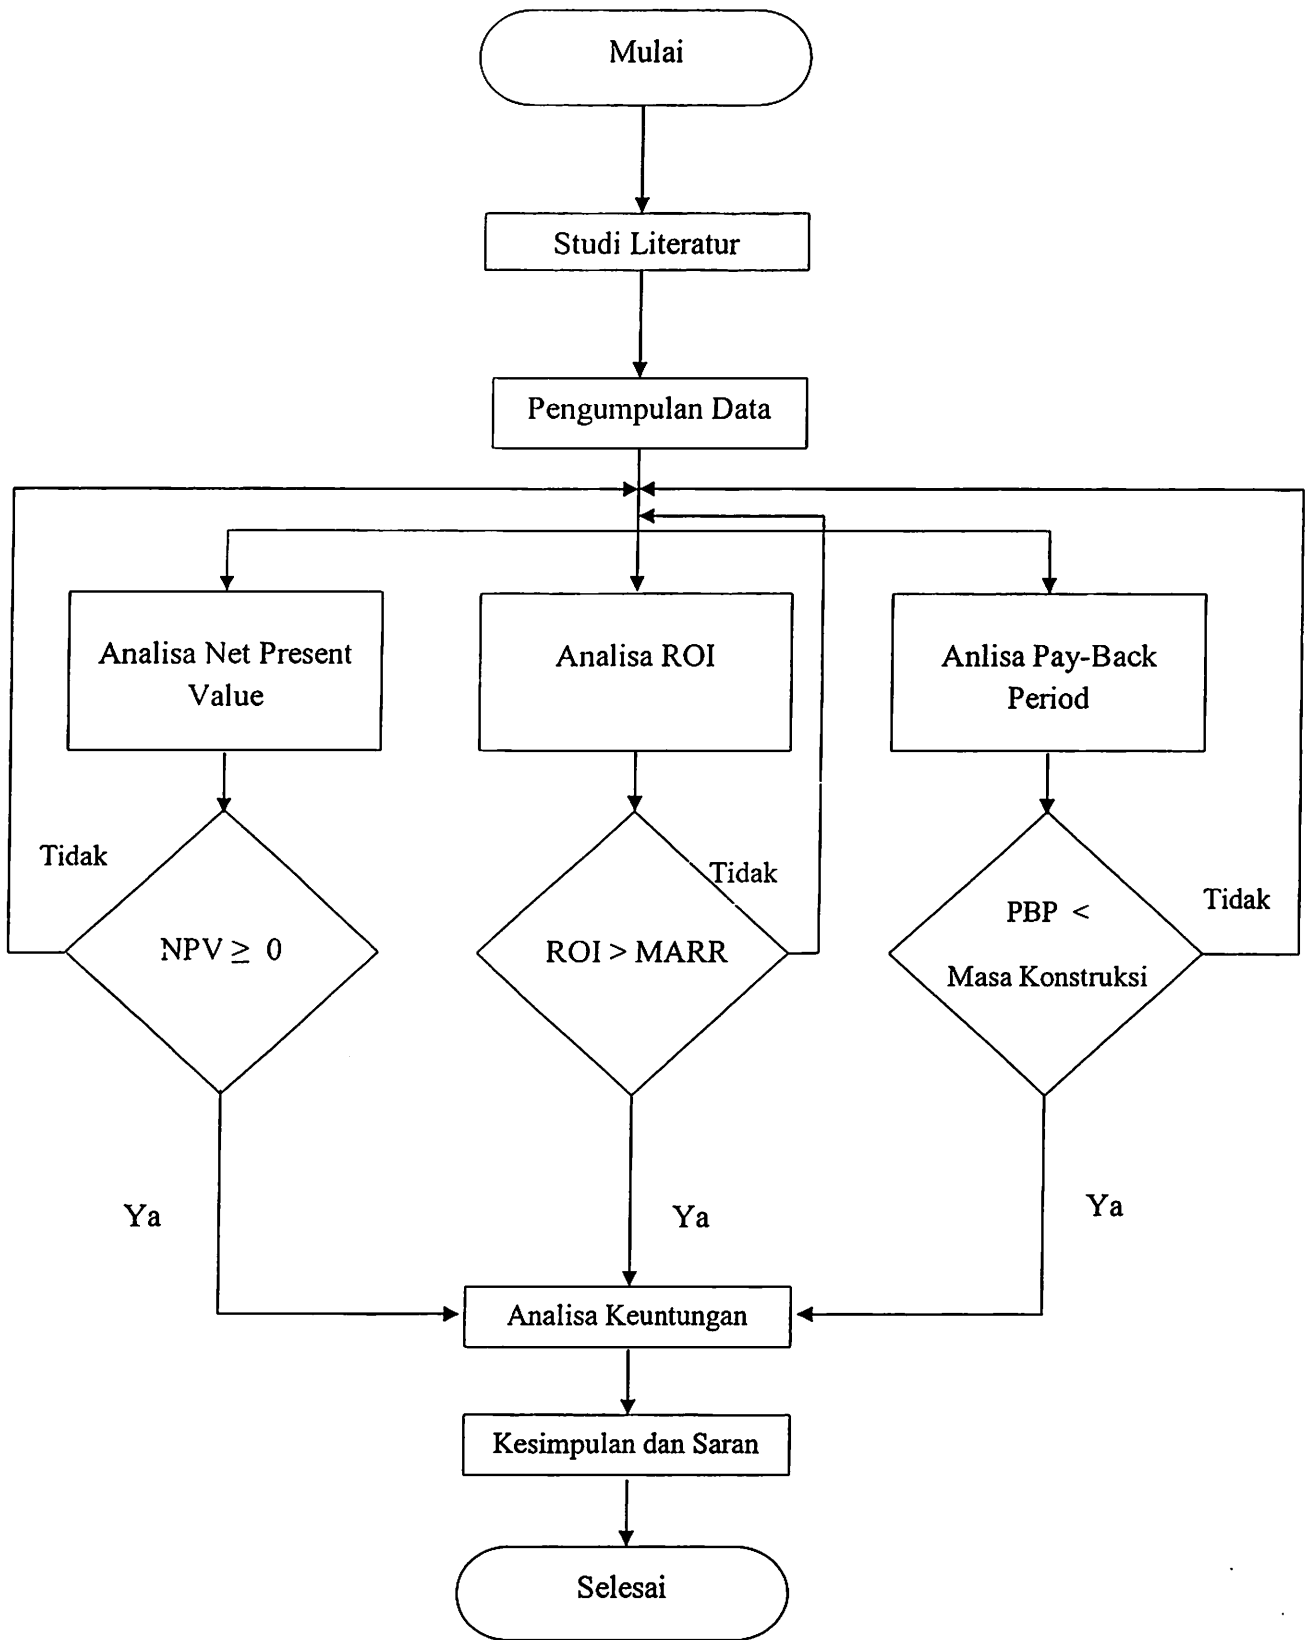 Mulai
Studi Literatur
Pengumpulan Data
Analisa Net Present
Value
Analisa ROI
Anlisa Pay-Back
Period
Tidak
NPV ≥ 0
Tidak
ROI > MARR
Tidak
PBP <
Masa Konstruksi
Ya
Ya
Ya
Analisa Keuntungan
Kesimpulan dan Saran
Selesai